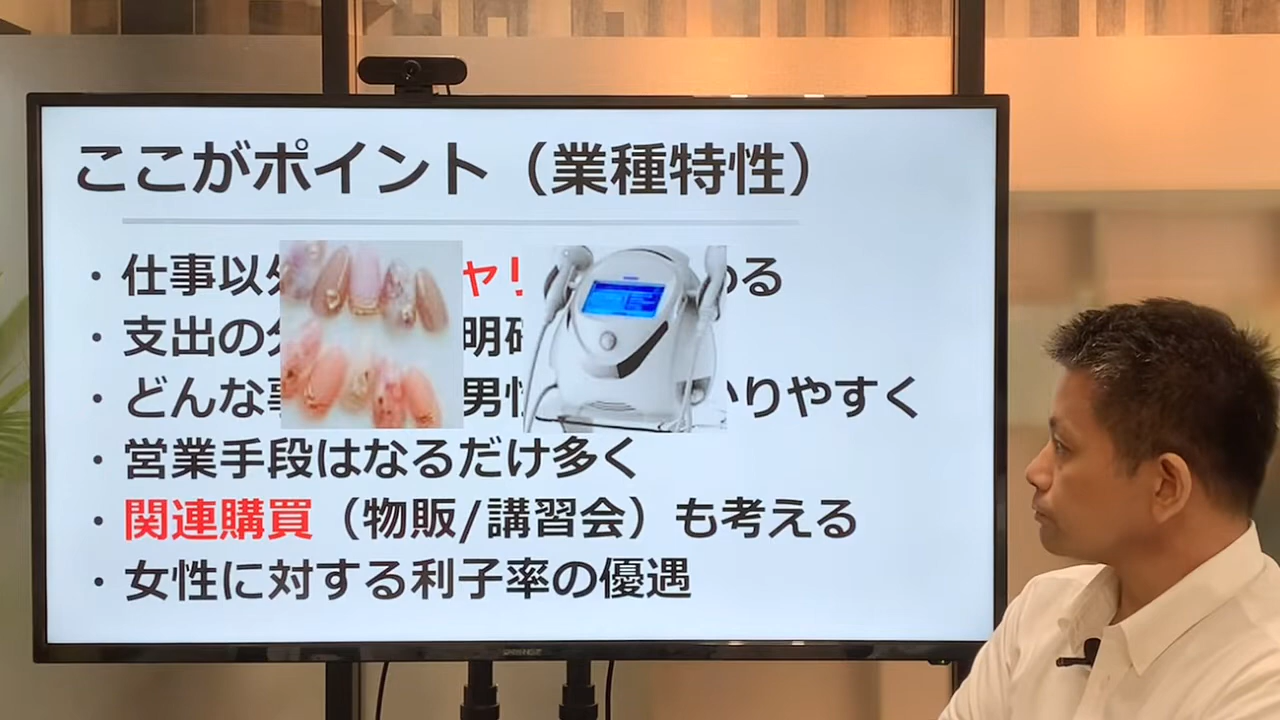 ここがポイント（業種特性）
・仕事以 ャリ る
・支出の 明確
・どんな 男性 りやすく
・営業手段はなるだけ多く
・関連購買（物販/講習会）も考える
・女性に対する利子率の優遇